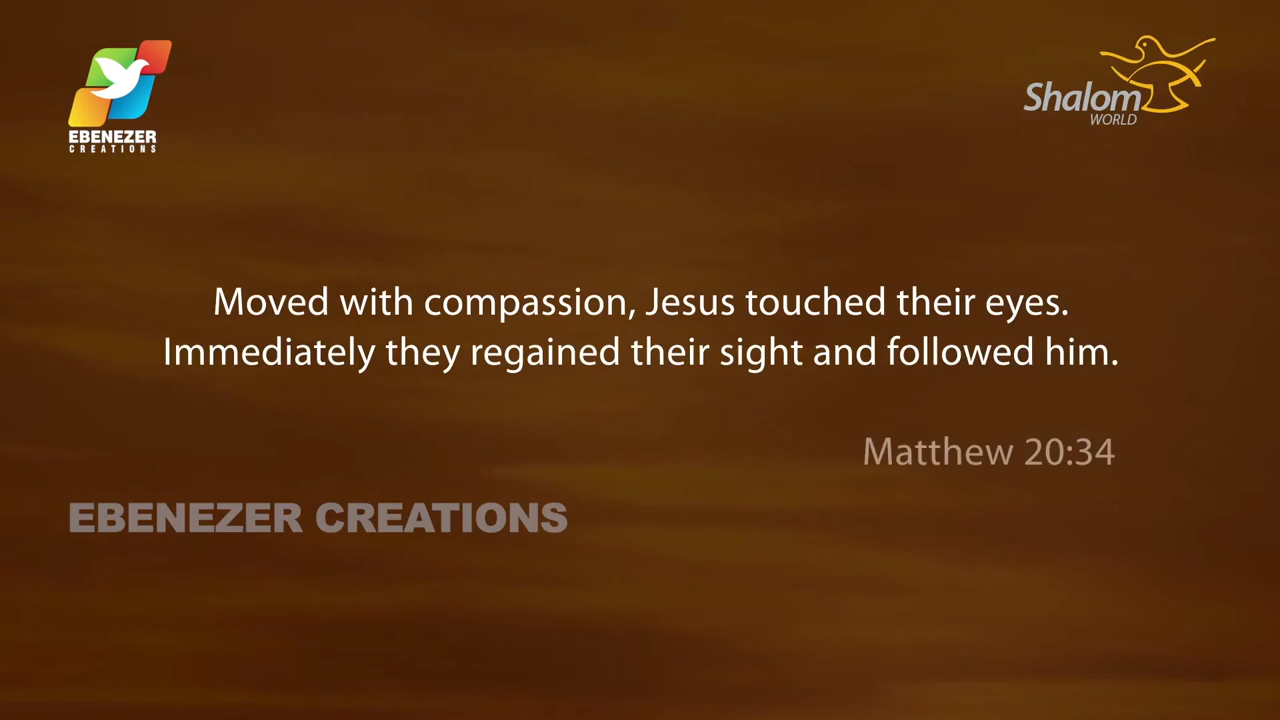 EBENEZER
CREATIONS
Shalom
WORLD
Moved with compassion, Jesus touched their eyes.
Immediately they regained their sight and followed him.
Matthew 20:34
EBENEZER CREATIONS